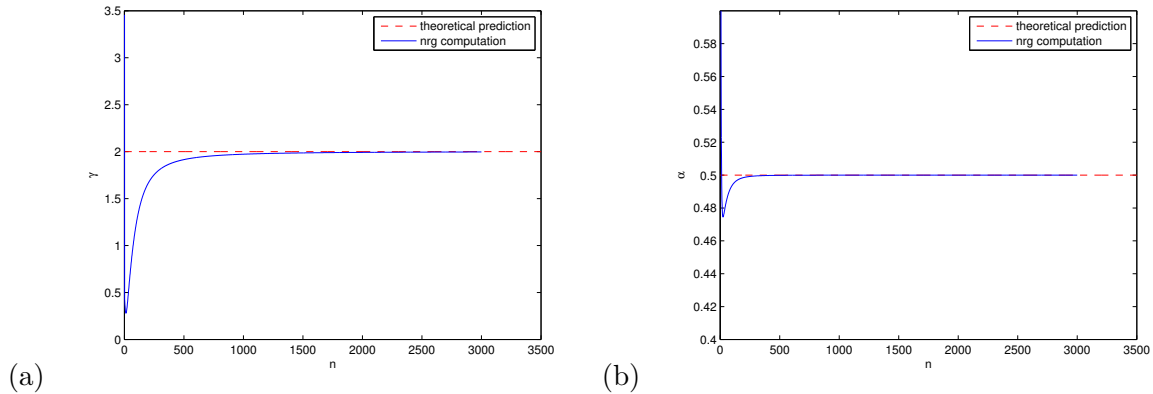 theoretical prediction
nrg computation
3.5
3
2.5
2
1.5
1
0.5
0
γ
0 500 1000 1500 2000 2500 3000 3500
n
(a)
theoretical prediction
nrg computation
0.58
0.56
0.54
0.52
0.5
0.48
0.46
0.44
0.42
0.4
α
0 500 1000 1500 2000 2500 3000 3500
n
(b)